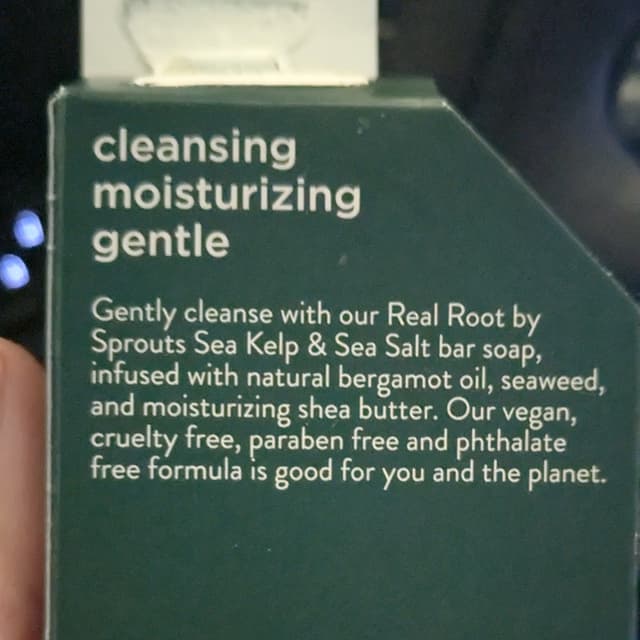 cleansing
moisturizing
gentle
Gently cleanse with our Real Root by
Sprouts Sea Kelp & Sea Salt bar soap,
infused with natural bergamot oil, seaweed,
and moisturizing shea butter. Our vegan,
cruelty free, paraben free and phthalate
free formula is good for you and the planet.